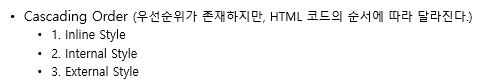 • Cascading Order (우선순위가 존재하지만, HTML 코드의 순서에 따라 달라진다.)
• 1. Inline Style
• 2. Internal Style
• 3. External Style